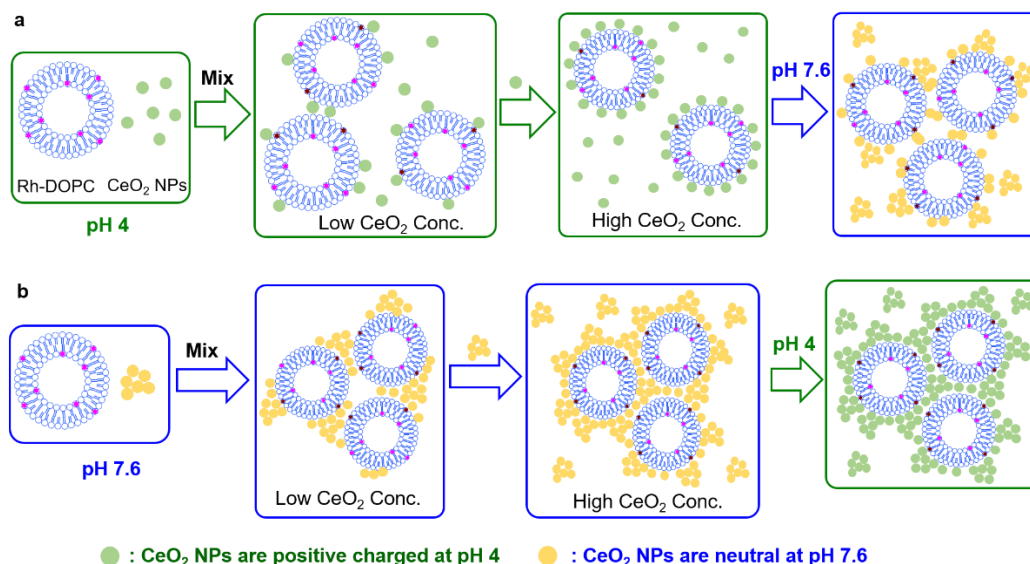 a
Mix
pH 7.6
Rh-DOPC CeO₂ NPs
Low CeO₂ Conc.
High CeO₂ Conc.
pH 4
b
Mix
pH 4
pH 7.6
Low CeO₂ Conc.
High CeO₂ Conc.
: CeO₂ NPs are positive charged at pH 4
: CeO₂ NPs are neutral at pH 7.6